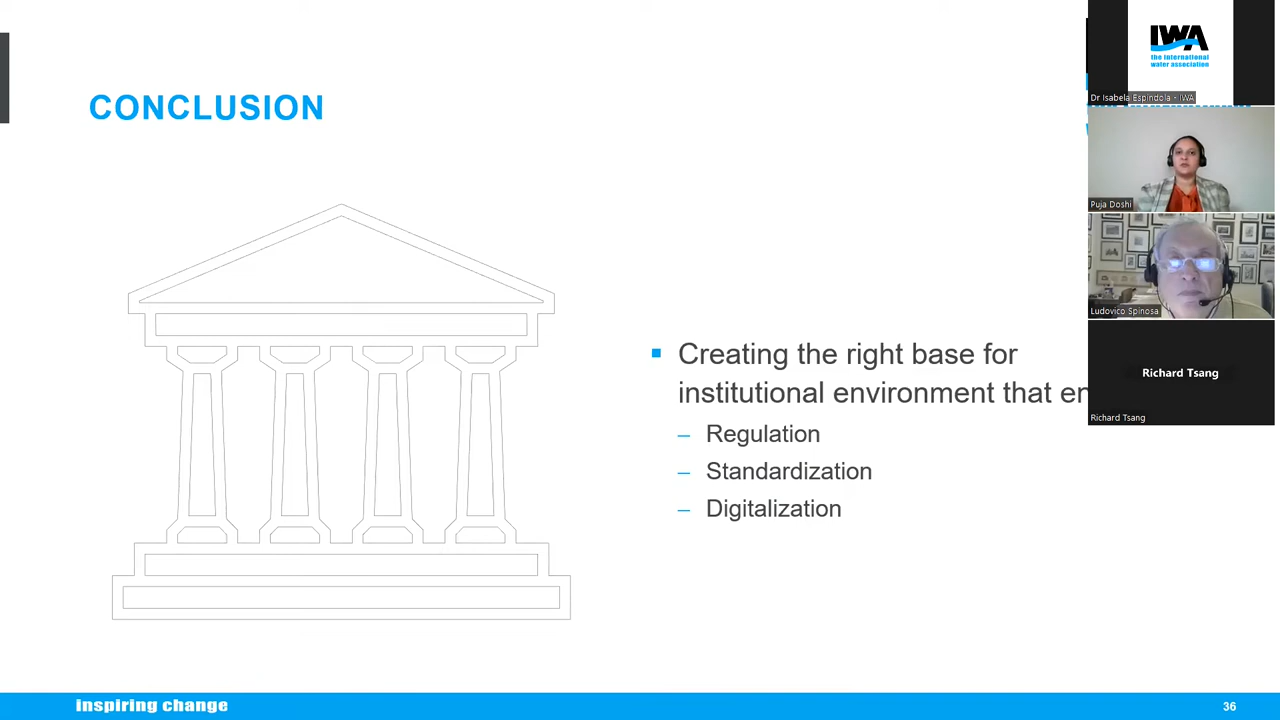 CONCLUSION
Creating the right base for
institutional environment that
Regulation
Standardization
Digitalization
inspiring change
36
IWA
the international
water association
Dr Isabela Espindola - IWA
Puja Doshi
Ludovico Spinosa
Richard Tsang
Richard Tsang